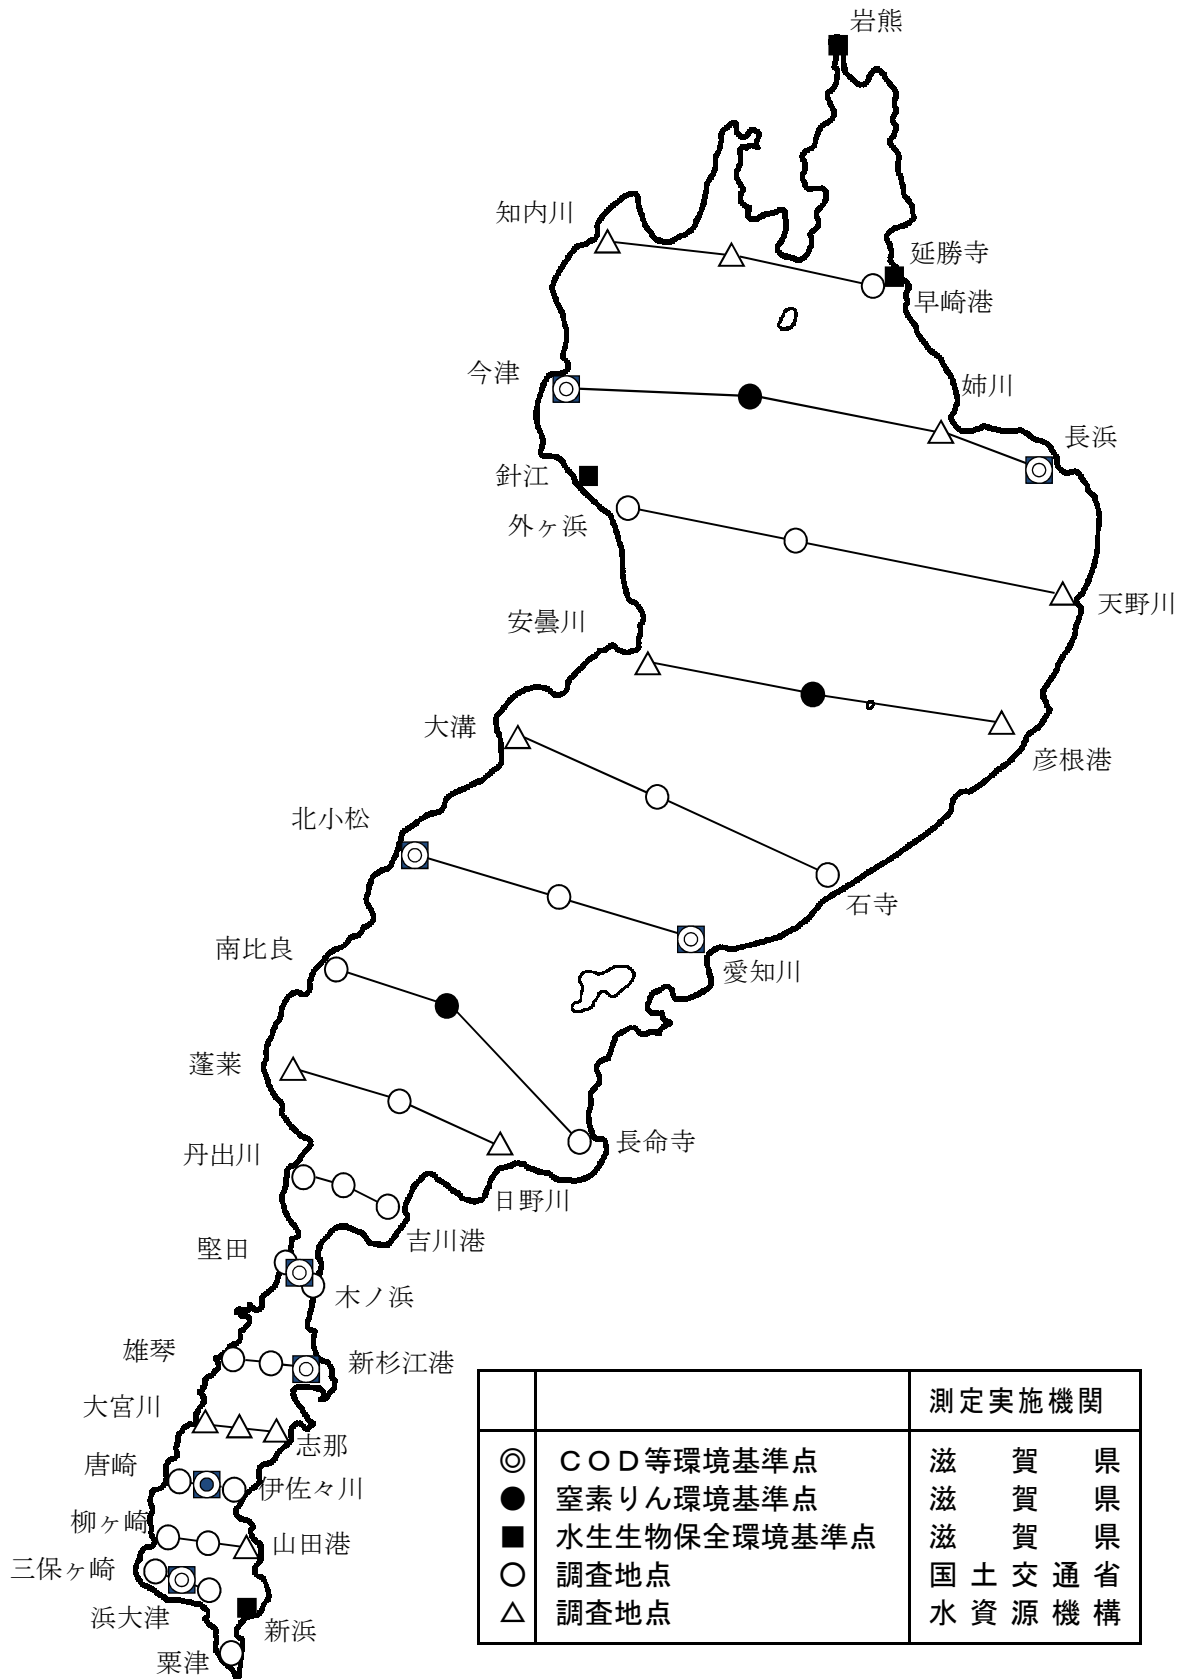 岩熊
知内川
延勝寺
早崎港
今津
姉川
長浜
針江
外ヶ浜
天野川
安曇川
大溝
彦根港
北小松
石寺
南比良
愛知川
蓬莱
長命寺
丹出川
日野川
吉川港
堅田
木ノ浜
雄琴
新杉江港
大宮川
志那
唐崎
伊佐々川
柳ヶ崎
山田港
三保ヶ崎
浜大津
新浜
粟津
測定実施機関
◎ ＣＯＤ等環境基準点 滋賀県
● 窒素りん環境基準点 滋賀県
■ 水生生物保全環境基準点 滋賀県
○ 調査地点 国土交通省
△ 調査地点 水資源機構